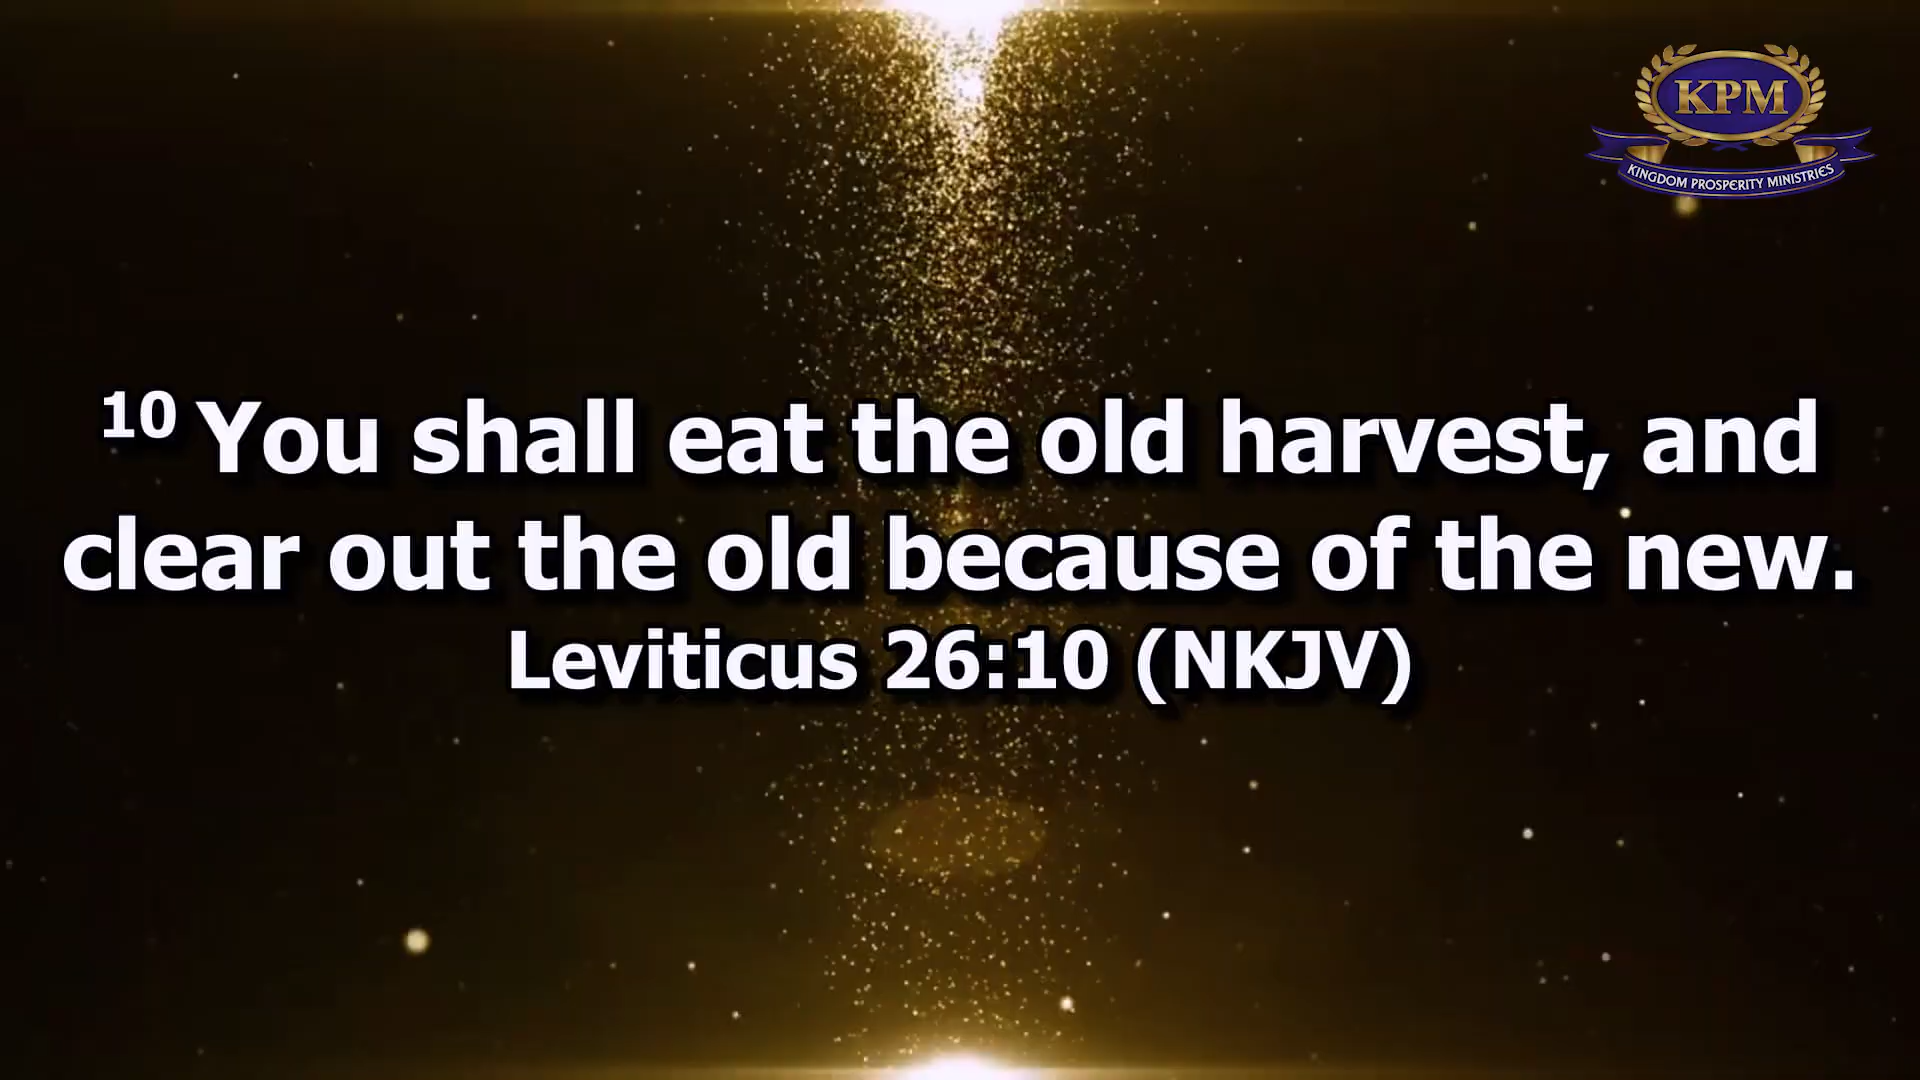 KPM
KINGDOM PROSPERITY MINISTRIES
10 You shall eat the old harvest, and
clear out the old because of the new.
Leviticus 26:10 (NKJV)